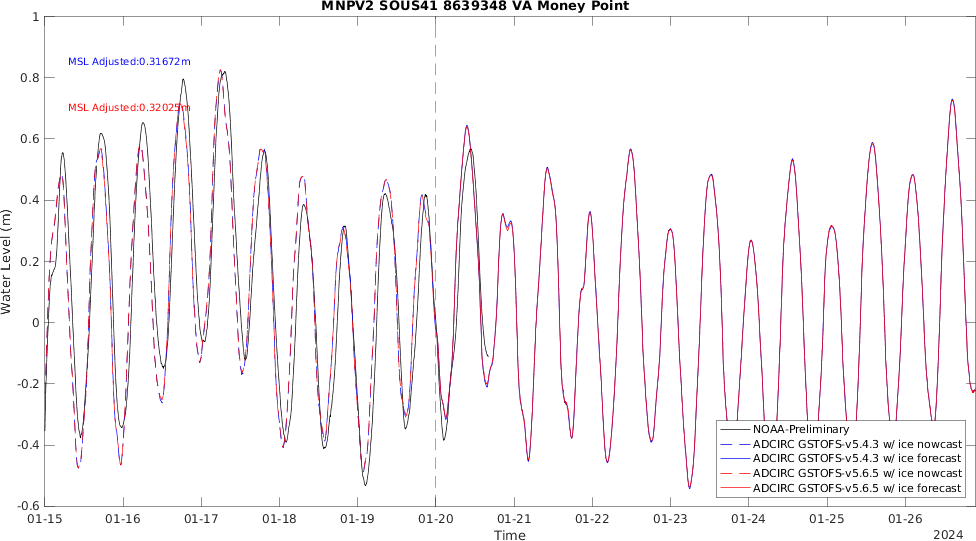 MNPV2 SOUS41 8639348 VA Money Point
1
0.8
0.6
0.4
0.2
0
-0.2
-0.4
-0.6
Water Level (m)
MSL Adjusted:0.31672m
MSL Adjusted:0.32025m
NOAA-Preliminary
ADCIRC GSTOFS-v5.4.3 w/ ice nowcast
ADCIRC GSTOFS-v5.4.3 w/ ice forecast
ADCIRC GSTOFS-v5.6.5 w/ ice nowcast
ADCIRC GSTOFS-v5.6.5 w/ ice forecast
01-15 01-16 01-17 01-18 01-19 01-20 01-21 01-22 01-23 01-24 01-25 01-26
Time
2024